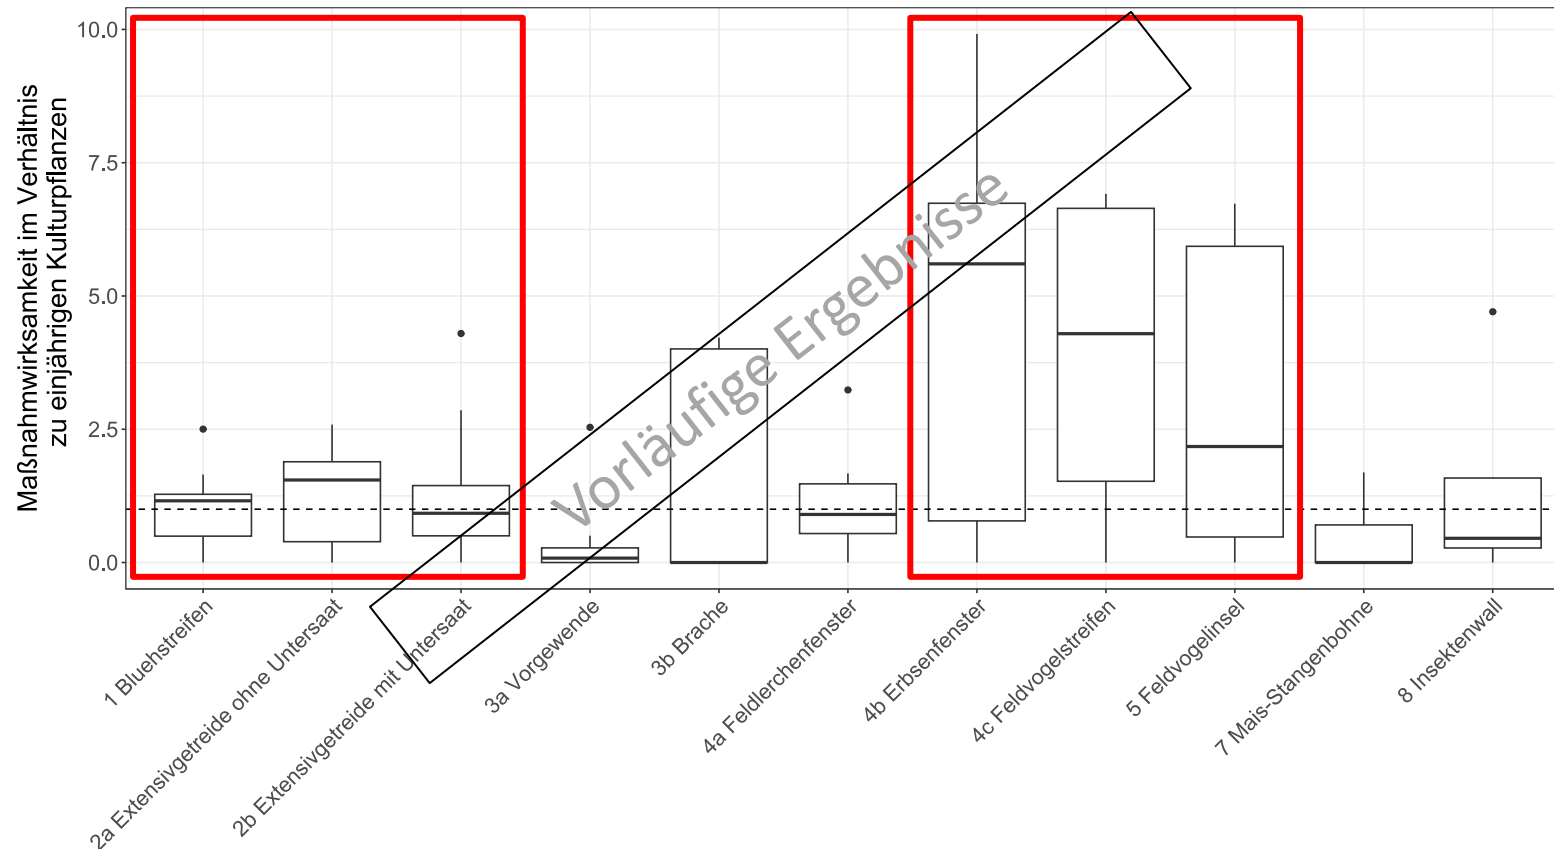 Maßnahmwirksamkeit im Verhältnis
zu einjährigen Kulturpflanzen
10.0
7.5
5.0
2.5
0.0
Vorläufige Ergebnisse
1 Bluehstreifen
2a Extensivgetreide ohne Untersaat
2b Extensivgetreide mit Untersaat
3a Vorgewende
3b Brache
4a Feldlerchenfenster
4b Erbsenfenster
4c Feldvogelstreifen
5 Feldvogelinsel
7 Mais-Stangenbohne
8 Insektenwall